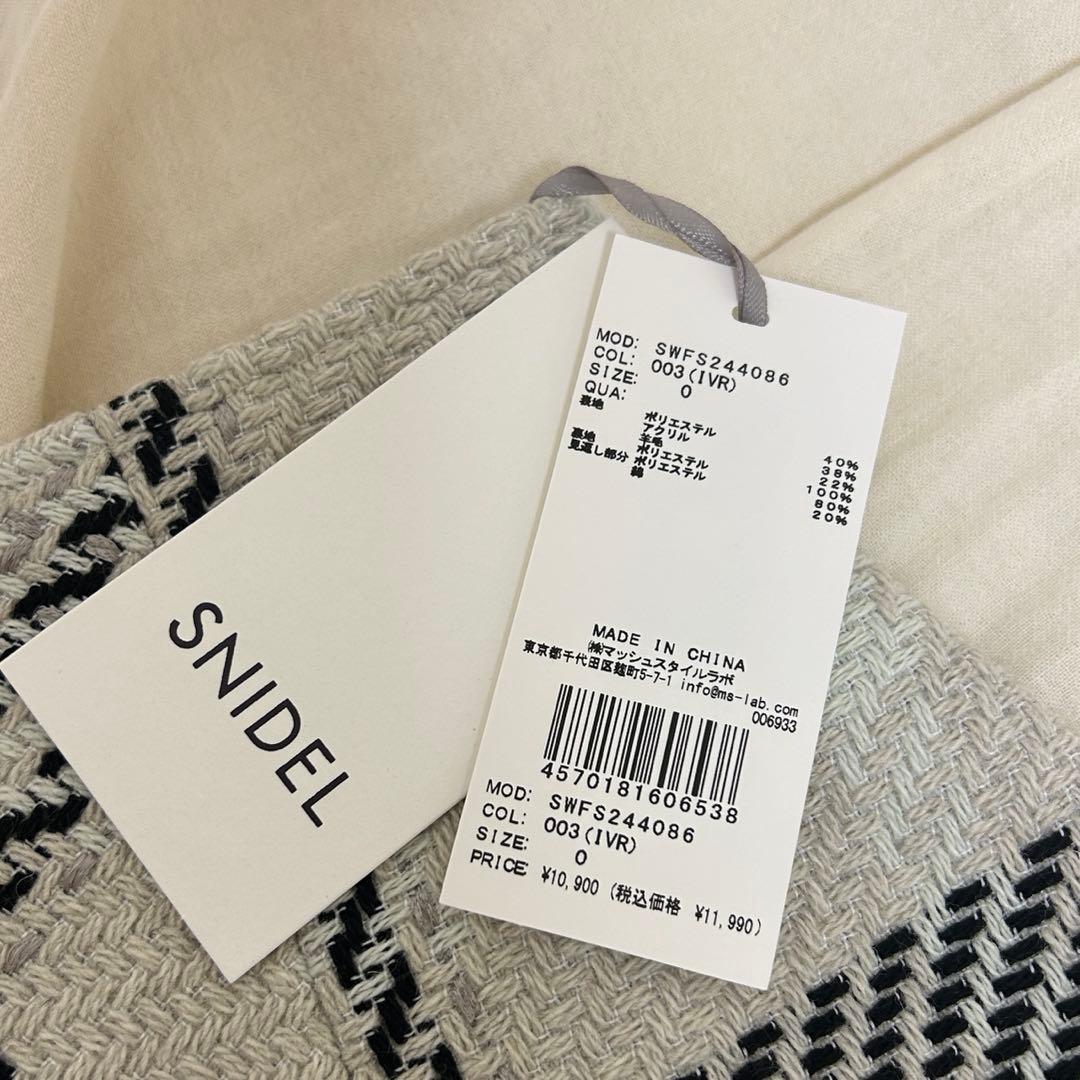 SNIDEL
MOD: SWFS244086
COL: 003(IVR)
SIZE: 0
QUA:
表地 ポリエステル 40%
アクリル 38%
羊毛 22%
裏地 ポリエステル 100%
見返し部分 ポリエステル 80%
綿 20%
MADE IN CHINA
㈱マッシュスタイルラボ
東京都千代田区麹町5-7-1 info@ms-lab.com
006933
4570181606538
MOD: SWFS244086
COL: 003(IVR)
SIZE: 0
PRICE: ¥10,900 (税込価格 ¥11,990)